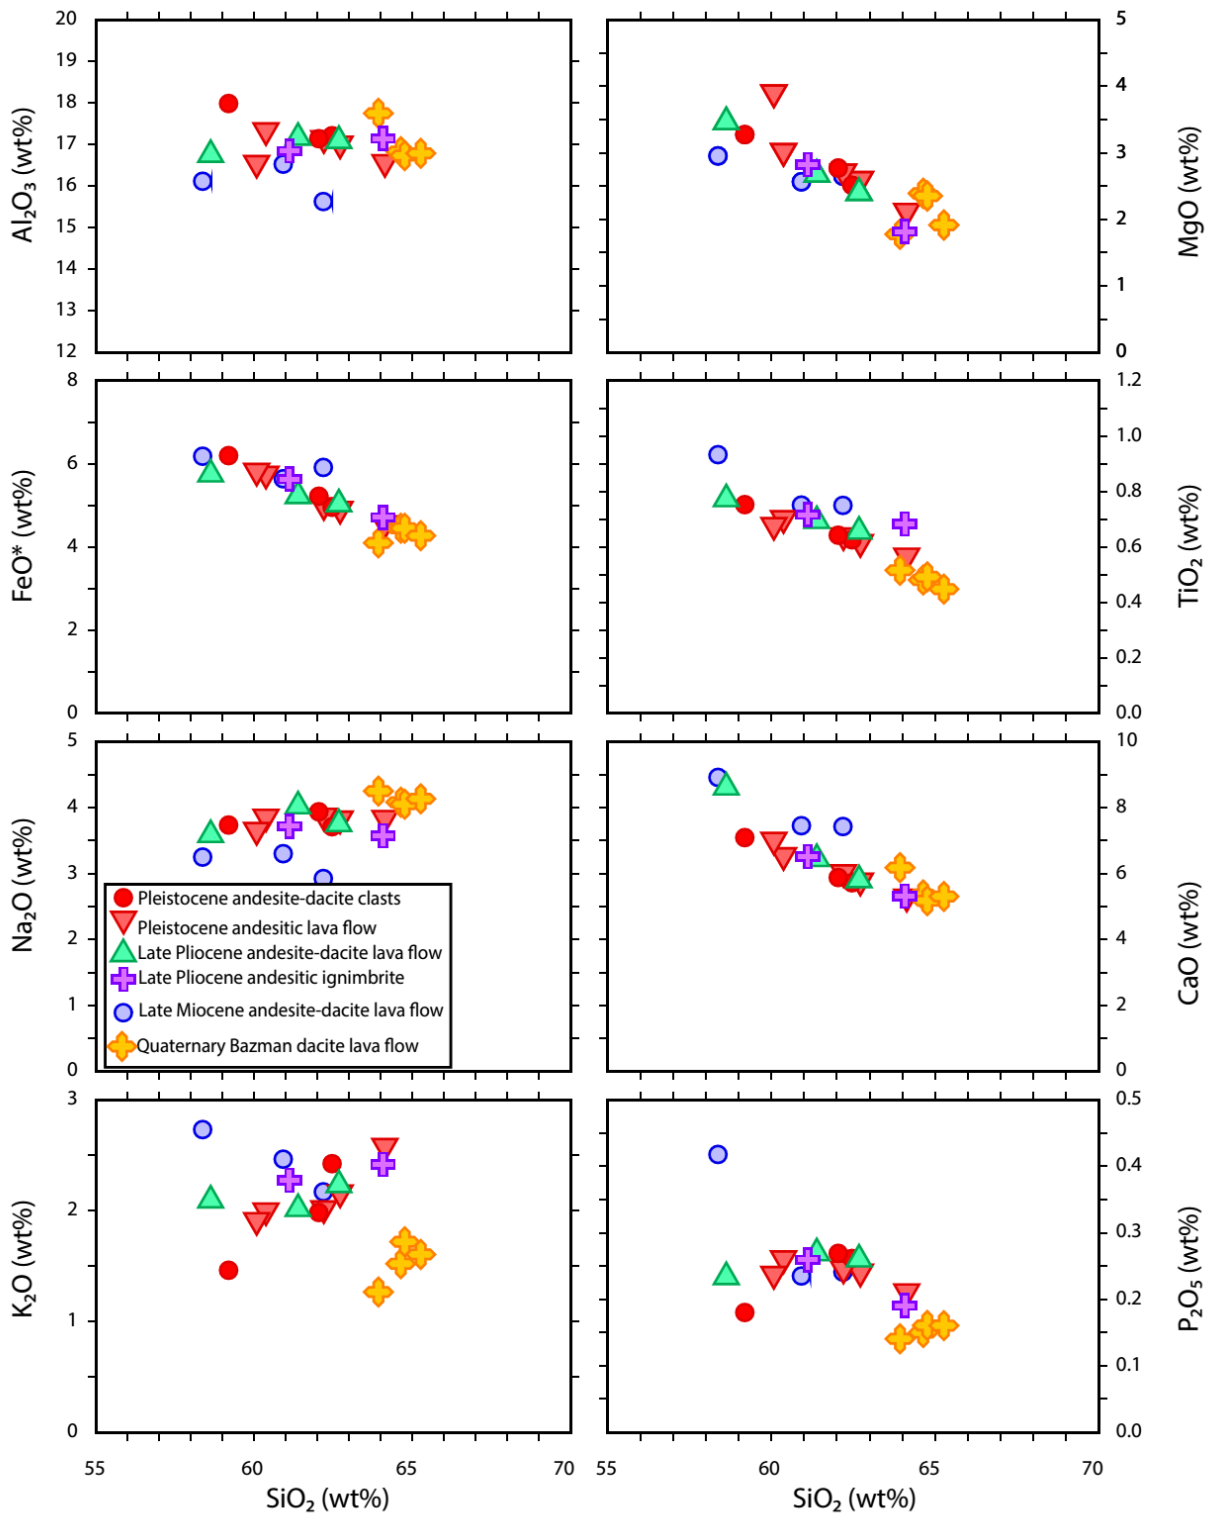 20
19
18
17
16
15
14
13
12
Al₂O₃ (wt%)
5
4
3
2
1
0
MgO (wt%)
8
6
4
2
0
FeO* (wt%)
1.2
1.0
0.8
0.6
0.4
0.2
0.0
TiO₂ (wt%)
5
4
3
2
1
0
Na₂O (wt%)
Pleistocene andesite-dacite clasts
Pleistocene andesitic lava flow
Late Pliocene andesite-dacite lava flow
Late Pliocene andesitic ignimbrite
Late Miocene andesite-dacite lava flow
Quaternary Bazman dacite lava flow
10
8
6
4
2
0
CaO (wt%)
3
2
1
0
K₂O (wt%)
55 60 65 70
SiO₂ (wt%)
0.5
0.4
0.3
0.2
0.1
0.0
P₂O₅ (wt%)
55 60 65 70
SiO₂ (wt%)